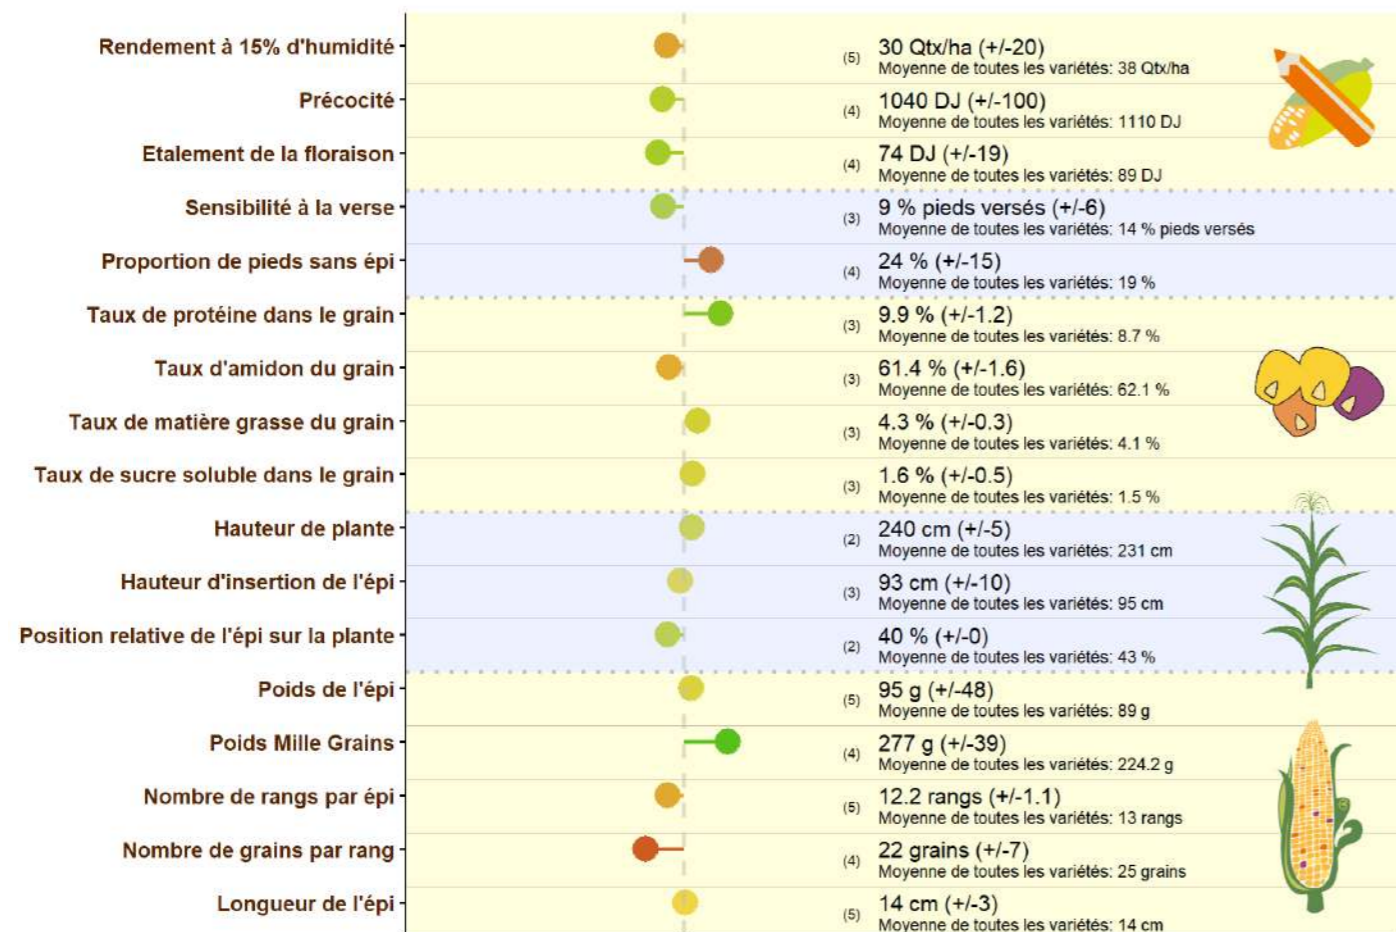 Rendement à 15% d'humidité
(5) 30 Qtx/ha (+/-20)
Moyenne de toutes les variétés: 38 Qtx/ha
Précocité
(4) 1040 DJ (+/-100)
Moyenne de toutes les variétés: 1110 DJ
Etalement de la floraison
(4) 74 DJ (+/-19)
Moyenne de toutes les variétés: 89 DJ
Sensibilité à la verse
(3) 9 % pieds versés (+/-6)
Moyenne de toutes les variétés: 14 % pieds versés
Proportion de pieds sans épi
(4) 24 % (+/-15)
Moyenne de toutes les variétés: 19 %
Taux de protéine dans le grain
(3) 9.9 % (+/-1.2)
Moyenne de toutes les variétés: 8.7 %
Taux d'amidon du grain
(3) 61.4 % (+/-1.6)
Moyenne de toutes les variétés: 62.1 %
Taux de matière grasse du grain
(3) 4.3 % (+/-0.3)
Moyenne de toutes les variétés: 4.1 %
Taux de sucre soluble dans le grain
(3) 1.6 % (+/-0.5)
Moyenne de toutes les variétés: 1.5 %
Hauteur de plante
(2) 240 cm (+/-5)
Moyenne de toutes les variétés: 231 cm
Hauteur d'insertion de l'épi
(3) 93 cm (+/-10)
Moyenne de toutes les variétés: 95 cm
Position relative de l'épi sur la plante
(2) 40 % (+/-0)
Moyenne de toutes les variétés: 43 %
Poids de l'épi
(5) 95 g (+/-48)
Moyenne de toutes les variétés: 89 g
Poids Mille Grains
(4) 277 g (+/-39)
Moyenne de toutes les variétés: 224.2 g
Nombre de rangs par épi
(5) 12.2 rangs (+/-1.1)
Moyenne de toutes les variétés: 13 rangs
Nombre de grains par rang
(4) 22 grains (+/-7)
Moyenne de toutes les variétés: 25 grains
Longueur de l'épi
(5) 14 cm (+/-3)
Moyenne de toutes les variétés: 14 cm